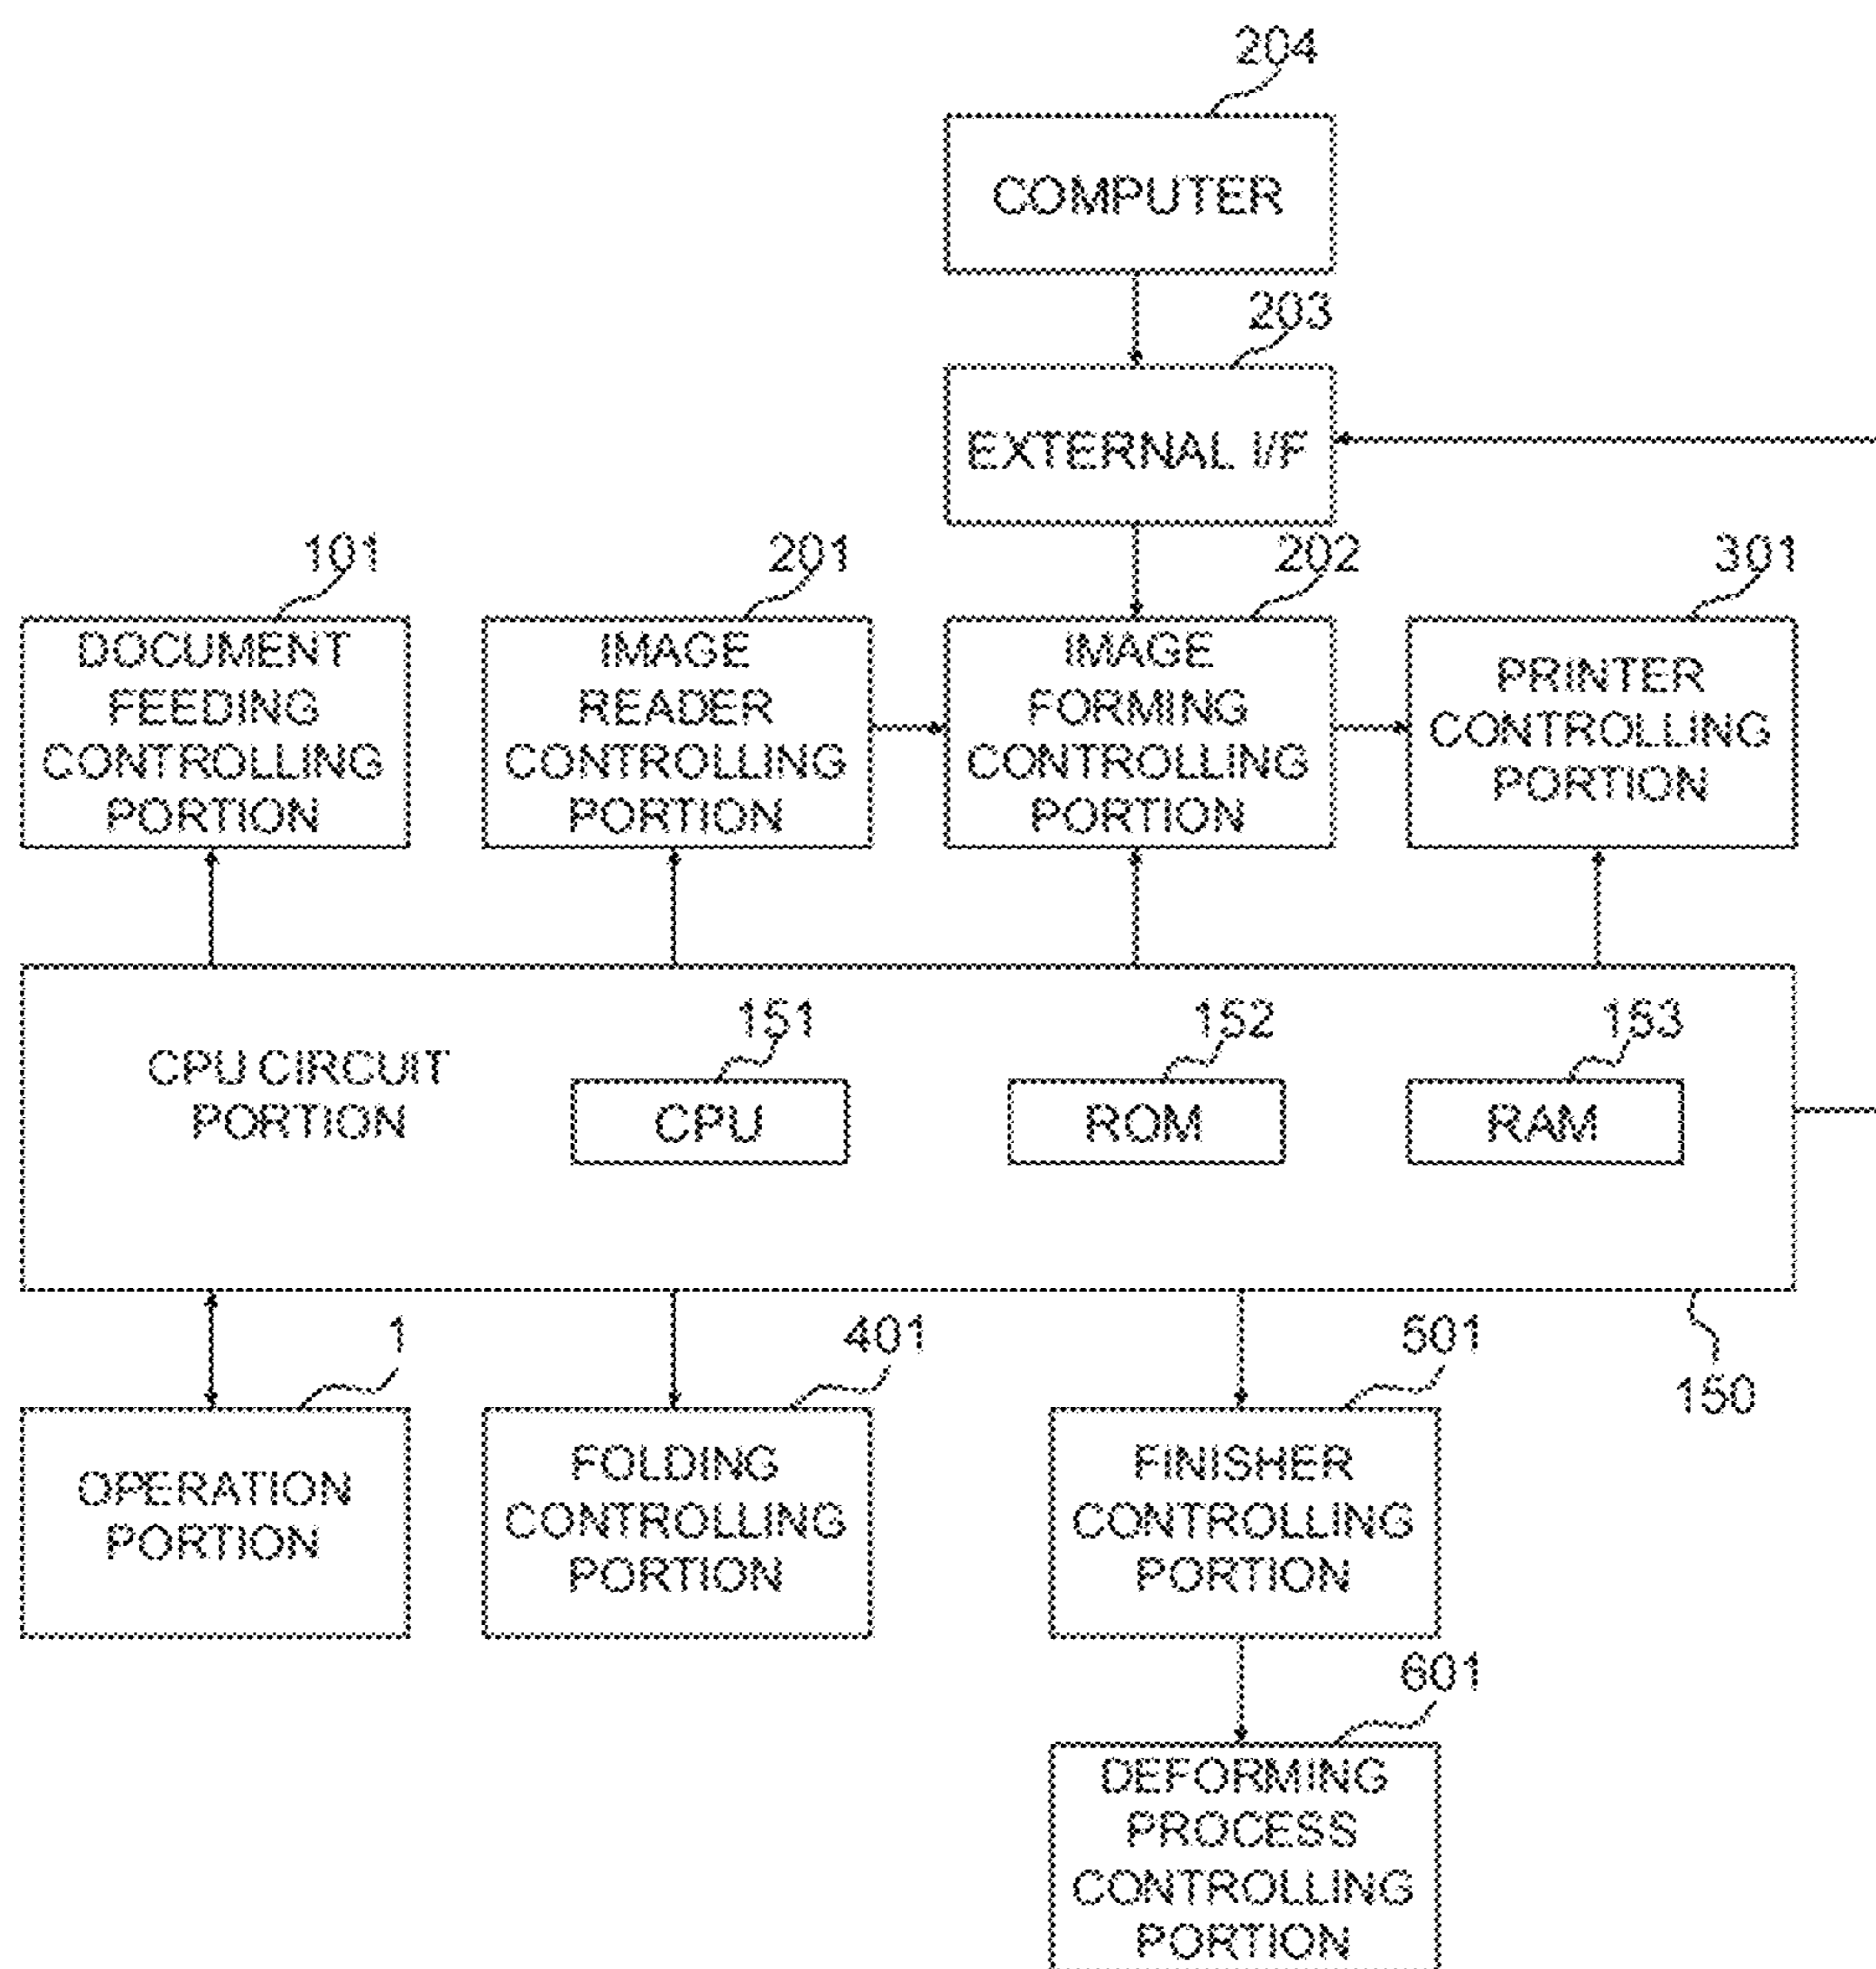 204
COMPUTER
203
EXTERNAL I/F
101
201
202
301
DOCUMENT
FEEDING
CONTROLLING
PORTION
IMAGE
READER
CONTROLLING
PORTION
IMAGE
FORMING
CONTROLLING
PORTION
PRINTER
CONTROLLING
PORTION
CPU CIRCUIT
PORTION
151
CPU
152
ROM
153
RAM
1
401
501
150
OPERATION
PORTION
FOLDING
CONTROLLING
PORTION
FINISHER
CONTROLLING
PORTION
601
DEFORMING
PROCESS
CONTROLLING
PORTION